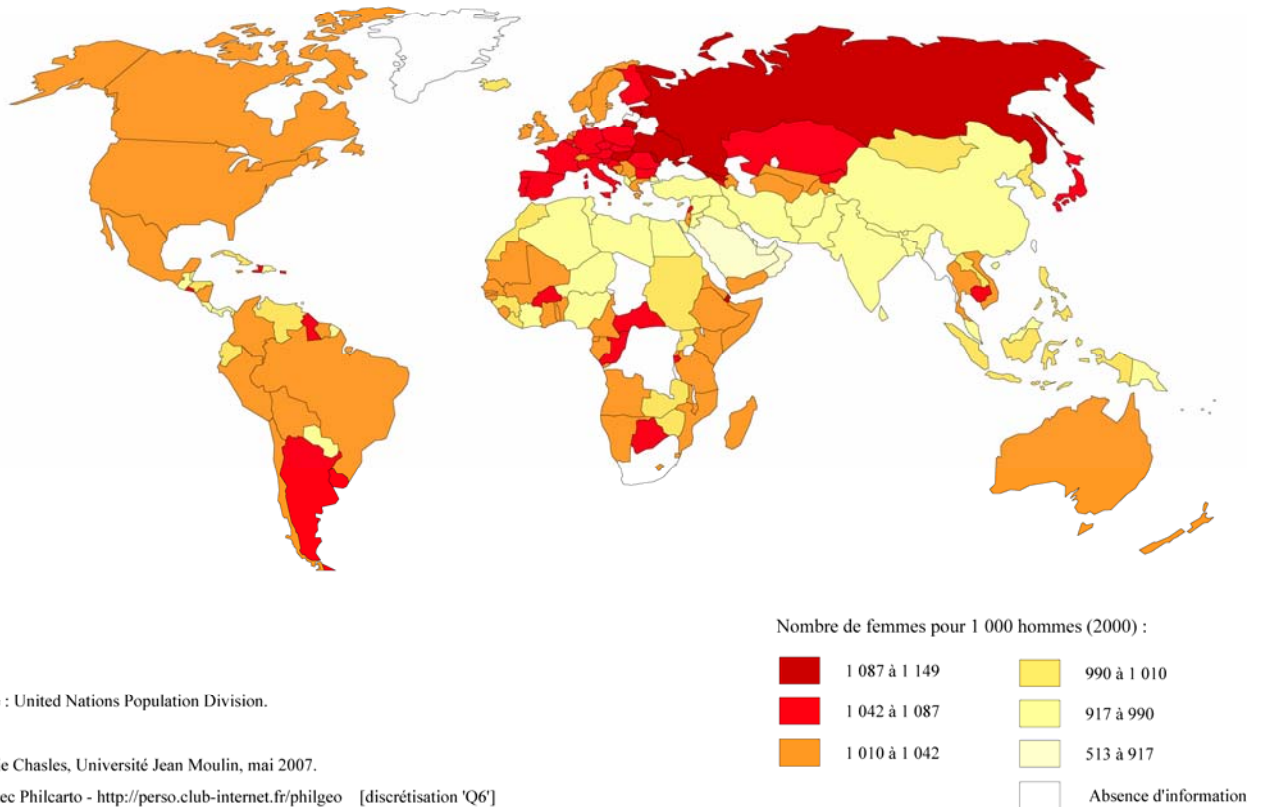 Nombre de femmes pour 1 000 hommes (2000) :
1 087 à 1 149
1 042 à 1 087
1 010 à 1 042
990 à 1 010
917 à 990
513 à 917
Absence d'information
: United Nations Population Division.
Chasles, Université Jean Moulin, mai 2007.
Philcarto - http://perso.club-internet.fr/philgeo [discrétisation 'Q6']